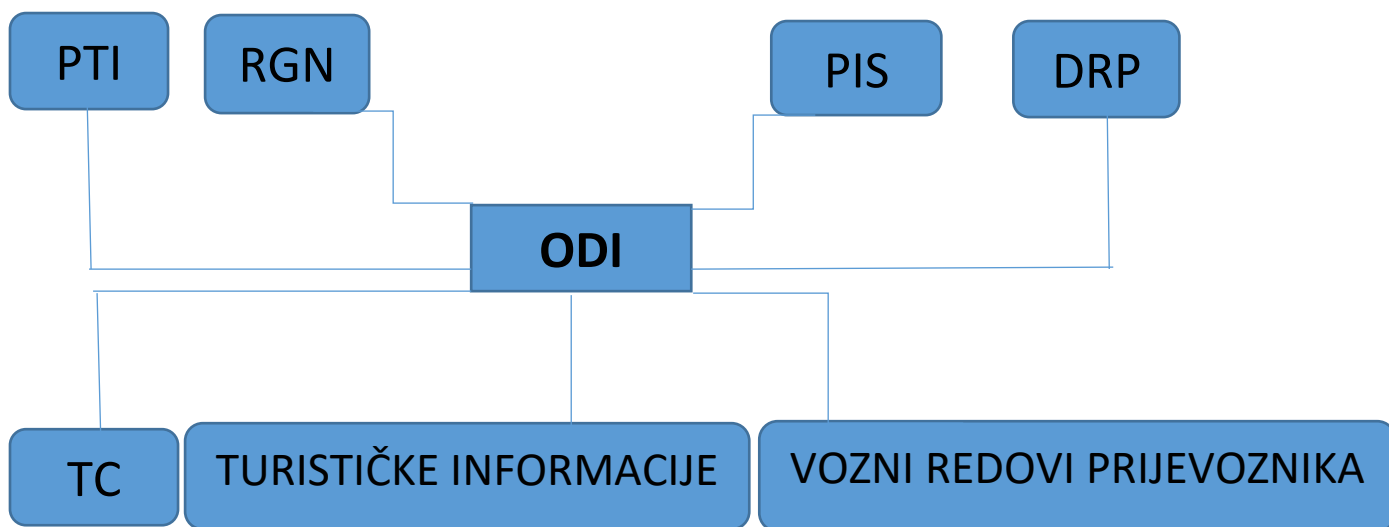 PTI
RGN
PIS
DRP
ODI
TC
TURISTIČKE INFORMACIJE
VOZNI REDOVI PRIJEVOZNIKA